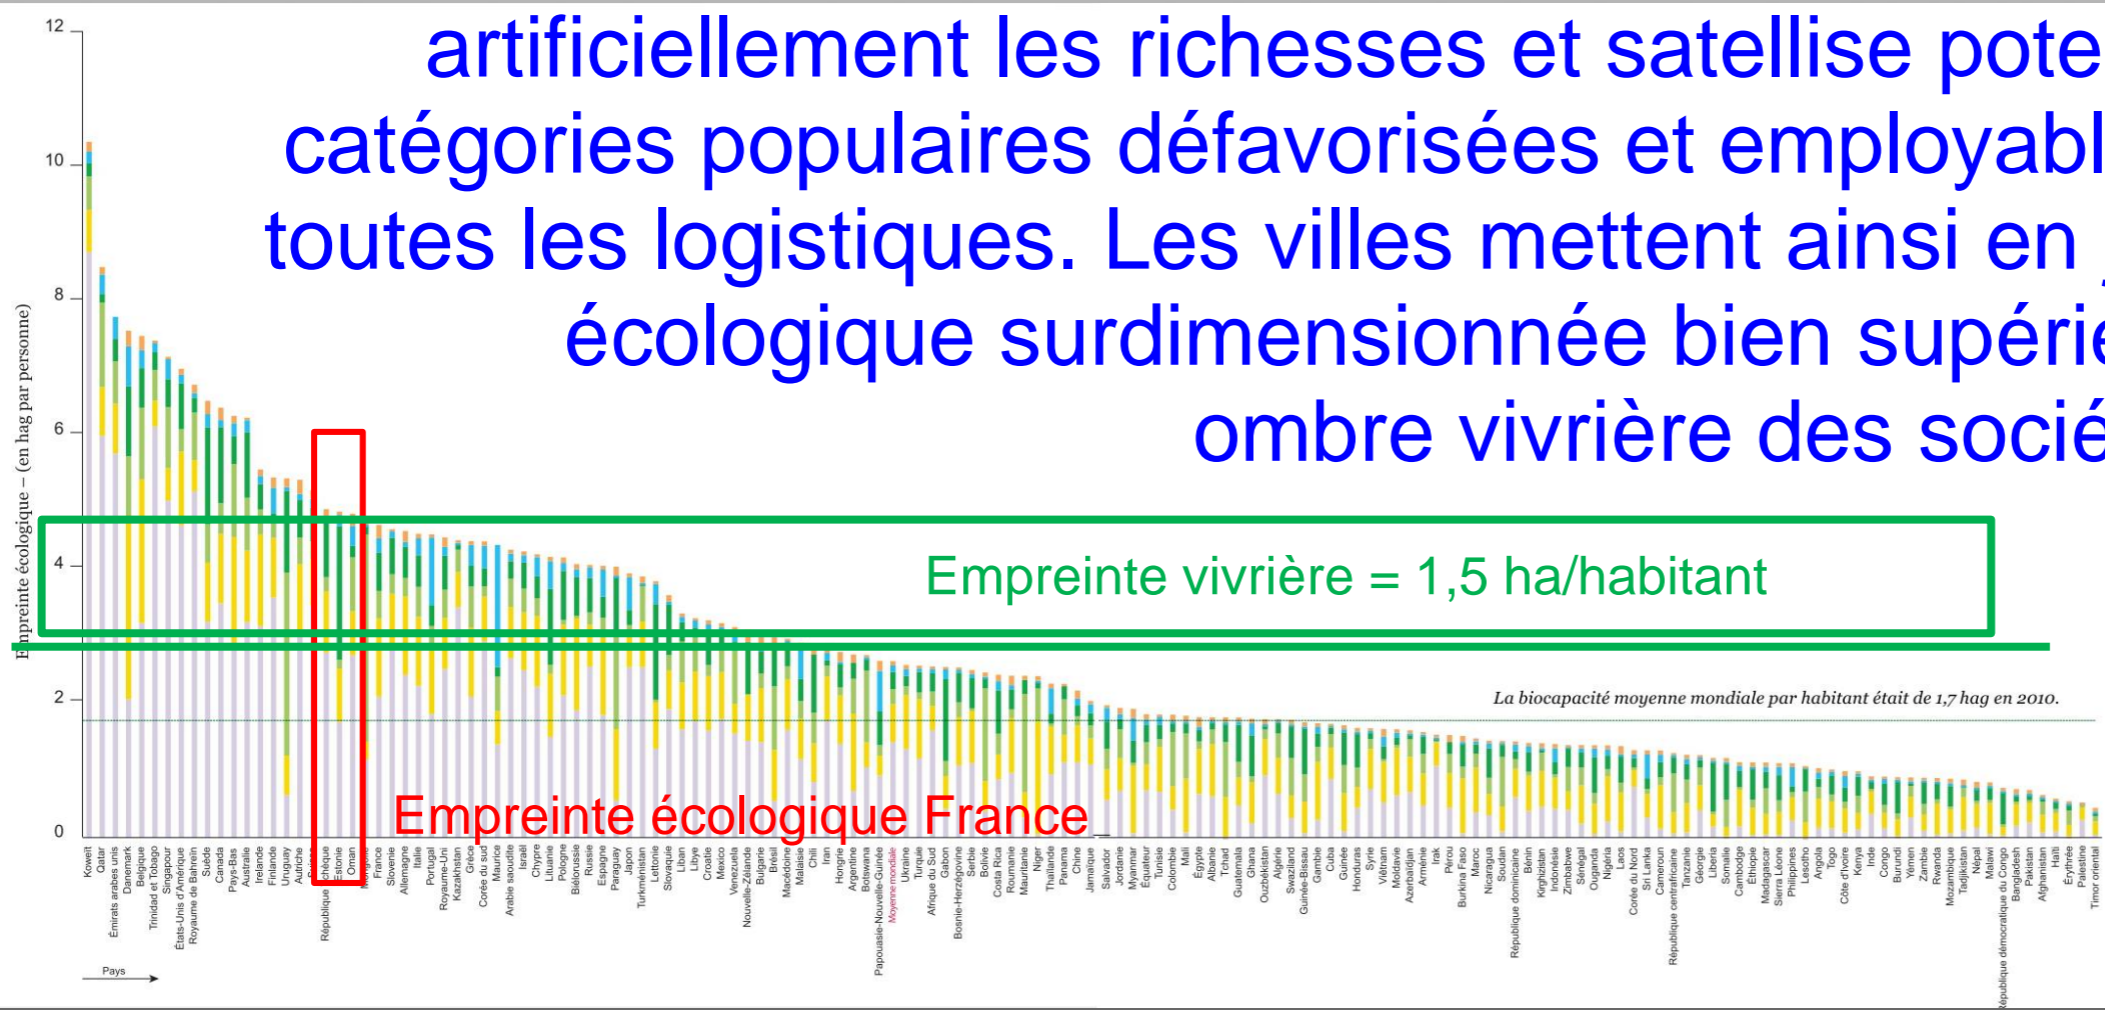 artificiellement les richesses et satellise pote
catégories populaires défavorisées et employabl
toutes les logistiques. Les villes mettent ainsi en
écologique surdimensionnée bien supérie
ombre vivrière des socié
Empreinte écologique – (en hag par personne)
12
10
8
6
4
2
0
Empreinte vivrière = 1,5 ha/habitant
La biocapacité moyenne mondiale par habitant était de 1,7 hag en 2010.
Empreinte écologique France
Koweït
Qatar
Émirats arabes unis
Danemark
Belgique
Trinidad et Tobago
Singapour
États-Unis d'Amérique
Royaume de Bahreïn
Suède
Canada
Pays-Bas
Australie
Irelande
Finlande
Uruguay
Autriche
République Tchèque
Estonie
Oman
Mongolie
France
Slovenie
Allemagne
Italie
Portugal
Royaume-Uni
Kazakhstan
Grèce
Corée du sud
Maurice
Arabie saoudite
Israël
Chypre
Lituanie
Pologne
Biélorussie
Russie
Espagne
Paraguay
Japon
Turkménistan
Lettonie
Slovaquie
Liban
Libye
Croatie
Mexico
Venezuela
Nouvelle-Zélande
Bulgarie
Brésil
Macédoine
Malaisie
Chili
Iran
Hongrie
Argentine
Botswana
Papouasie-Nouvelle-Guinée
Moyenne mondiale
Ukraine
Turquie
Afrique du Sud
Gabon
Bosnie-Herzégovine
Serbie
Bolivie
Costa Rica
Roumanie
Mauritanie
Niger
Thaïlande
Panama
Chine
Jamaïque
Salvador
Jordanie
Myanmar
Équateur
Tunisie
Colombie
Mali
Égypte
Albanie
Tchad
Guatemala
Ghana
Ouzbékistan
Algérie
Swaziland
Guinée-Bissau
Gambie
Cuba
Guinée
Honduras
Syrie
Viêtnam
Moldavie
Azerbaïdjan
Arménie
Irak
Pérou
Burkina Faso
Maroc
Nicaragua
Soudan
République dominicaine
Bénin
Kirghizistan
Indonésie
Zimbabwe
Sénégal
Ouganda
Nigéria
Laos
Corée du Nord
Sri Lanka
Cameroun
République centrafricaine
Tanzanie
Géorgie
Liberia
Somalie
Cambodge
Éthiopie
Madagascar
Sierra Léone
Philippines
Lesotho
Angola
Togo
Côte d'Ivoire
Kenya
Inde
Congo
Burundi
Yémen
Zambie
Rwanda
Mozambique
Tadjikistan
Népal
Malawi
République démocratique du Congo
Bangladesh
Pakistan
Afghanistan
Haïti
Érythrée
Palestine
Timor oriental
Pays